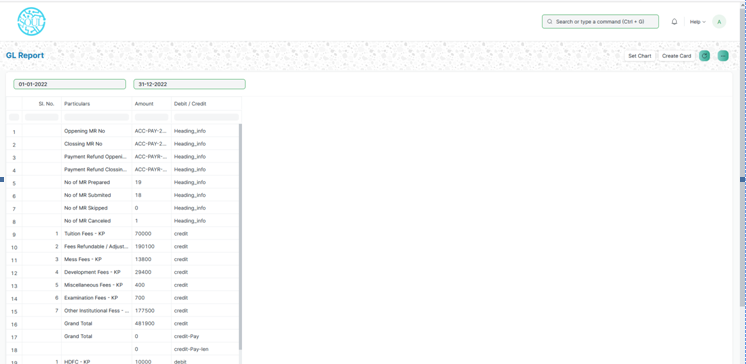 Search or type a command (Ctrl + G)
Help
A
GL Report
Set Chart
Create Card
01-01-2022
31-12-2022
Sl. No. Particulars Amount Debit / Credit
1 Oppening MR No ACC-PAY-2... Heading_info
2 Clossing MR No ACC-PAY-2... Heading_info
3 Payment Refund Openi... ACC-PAYR-... Heading_info
4 Payment Refund Clossin... ACC-PAYR-... Heading_info
5 No of MR Prepared 19 Heading_info
6 No of MR Submited 18 Heading_info
7 No of MR Skipped 0 Heading_info
8 No of MR Canceled 1 Heading_info
9 1 Tuition Fees - KP 70000 credit
10 2 Fees Refundable / Adjust... 190100 credit
11 3 Mess Fees - KP 13800 credit
12 4 Development Fees - KP 29400 credit
13 5 Miscellaneous Fees - KP 400 credit
14 6 Examination Fees - KP 700 credit
15 7 Other Institutional Fess - ... 177500 credit
16 Grand Total 481900 credit
17 Grand Total 0 credit-Pay
18 0 credit-Pay-len
19 1 HDFC - KP 10000 debit